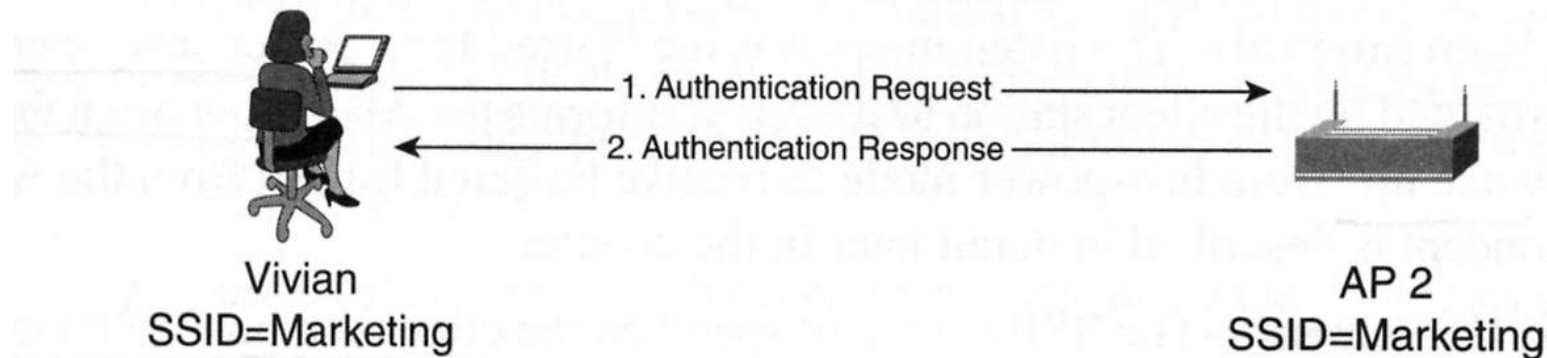 1. Authentication Request
2. Authentication Response
Vivian
SSID=Marketing
AP 2
SSID=Marketing